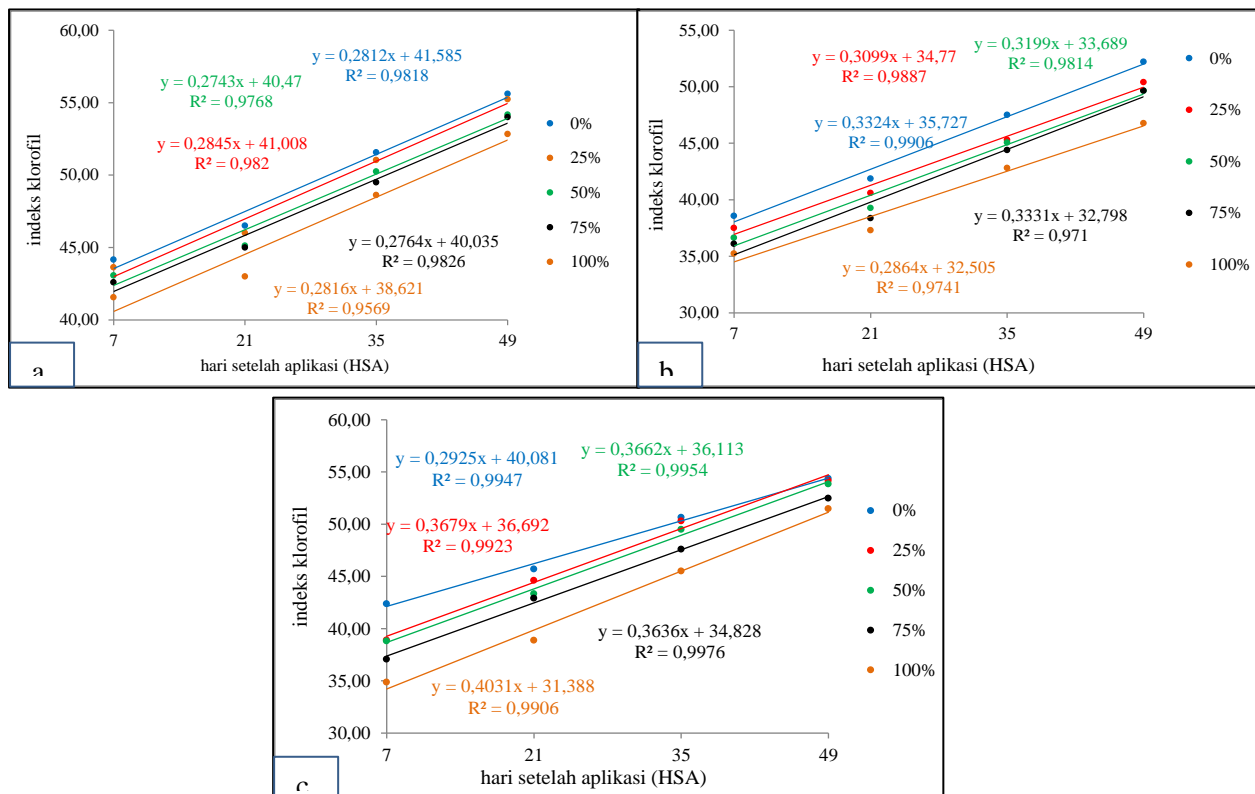 60,00
55,00
50,00
45,00
40,00
indeks klorofil
y = 0,2812x + 41,585
R² = 0,9818
y = 0,2743x + 40,47
R² = 0,9768
y = 0,2845x + 41,008
R² = 0,982
y = 0,2764x + 40,035
R² = 0,9826
y = 0,2816x + 38,621
R² = 0,9569
7 21 35 49
hari setelah aplikasi (HSA)
0%
25%
50%
75%
100%
a
55,00
50,00
45,00
40,00
35,00
30,00
indeks klorofil
y = 0,3099x + 34,77
R² = 0,9887
y = 0,3199x + 33,689
R² = 0,9814
y = 0,3324x + 35,727
R² = 0,9906
y = 0,3331x + 32,798
R² = 0,971
y = 0,2864x + 32,505
R² = 0,9741
7 21 35 49
hari setelah aplikasi (HSA)
0%
25%
50%
75%
100%
b
60,00
55,00
50,00
45,00
40,00
35,00
30,00
indeks klorofil
y = 0,2925x + 40,081
R² = 0,9947
y = 0,3662x + 36,113
R² = 0,9954
y = 0,3679x + 36,692
R² = 0,9923
y = 0,3636x + 34,828
R² = 0,9976
y = 0,4031x + 31,388
R² = 0,9906
7 21 35 49
hari setelah aplikasi (HSA)
0%
25%
50%
75%
100%
c